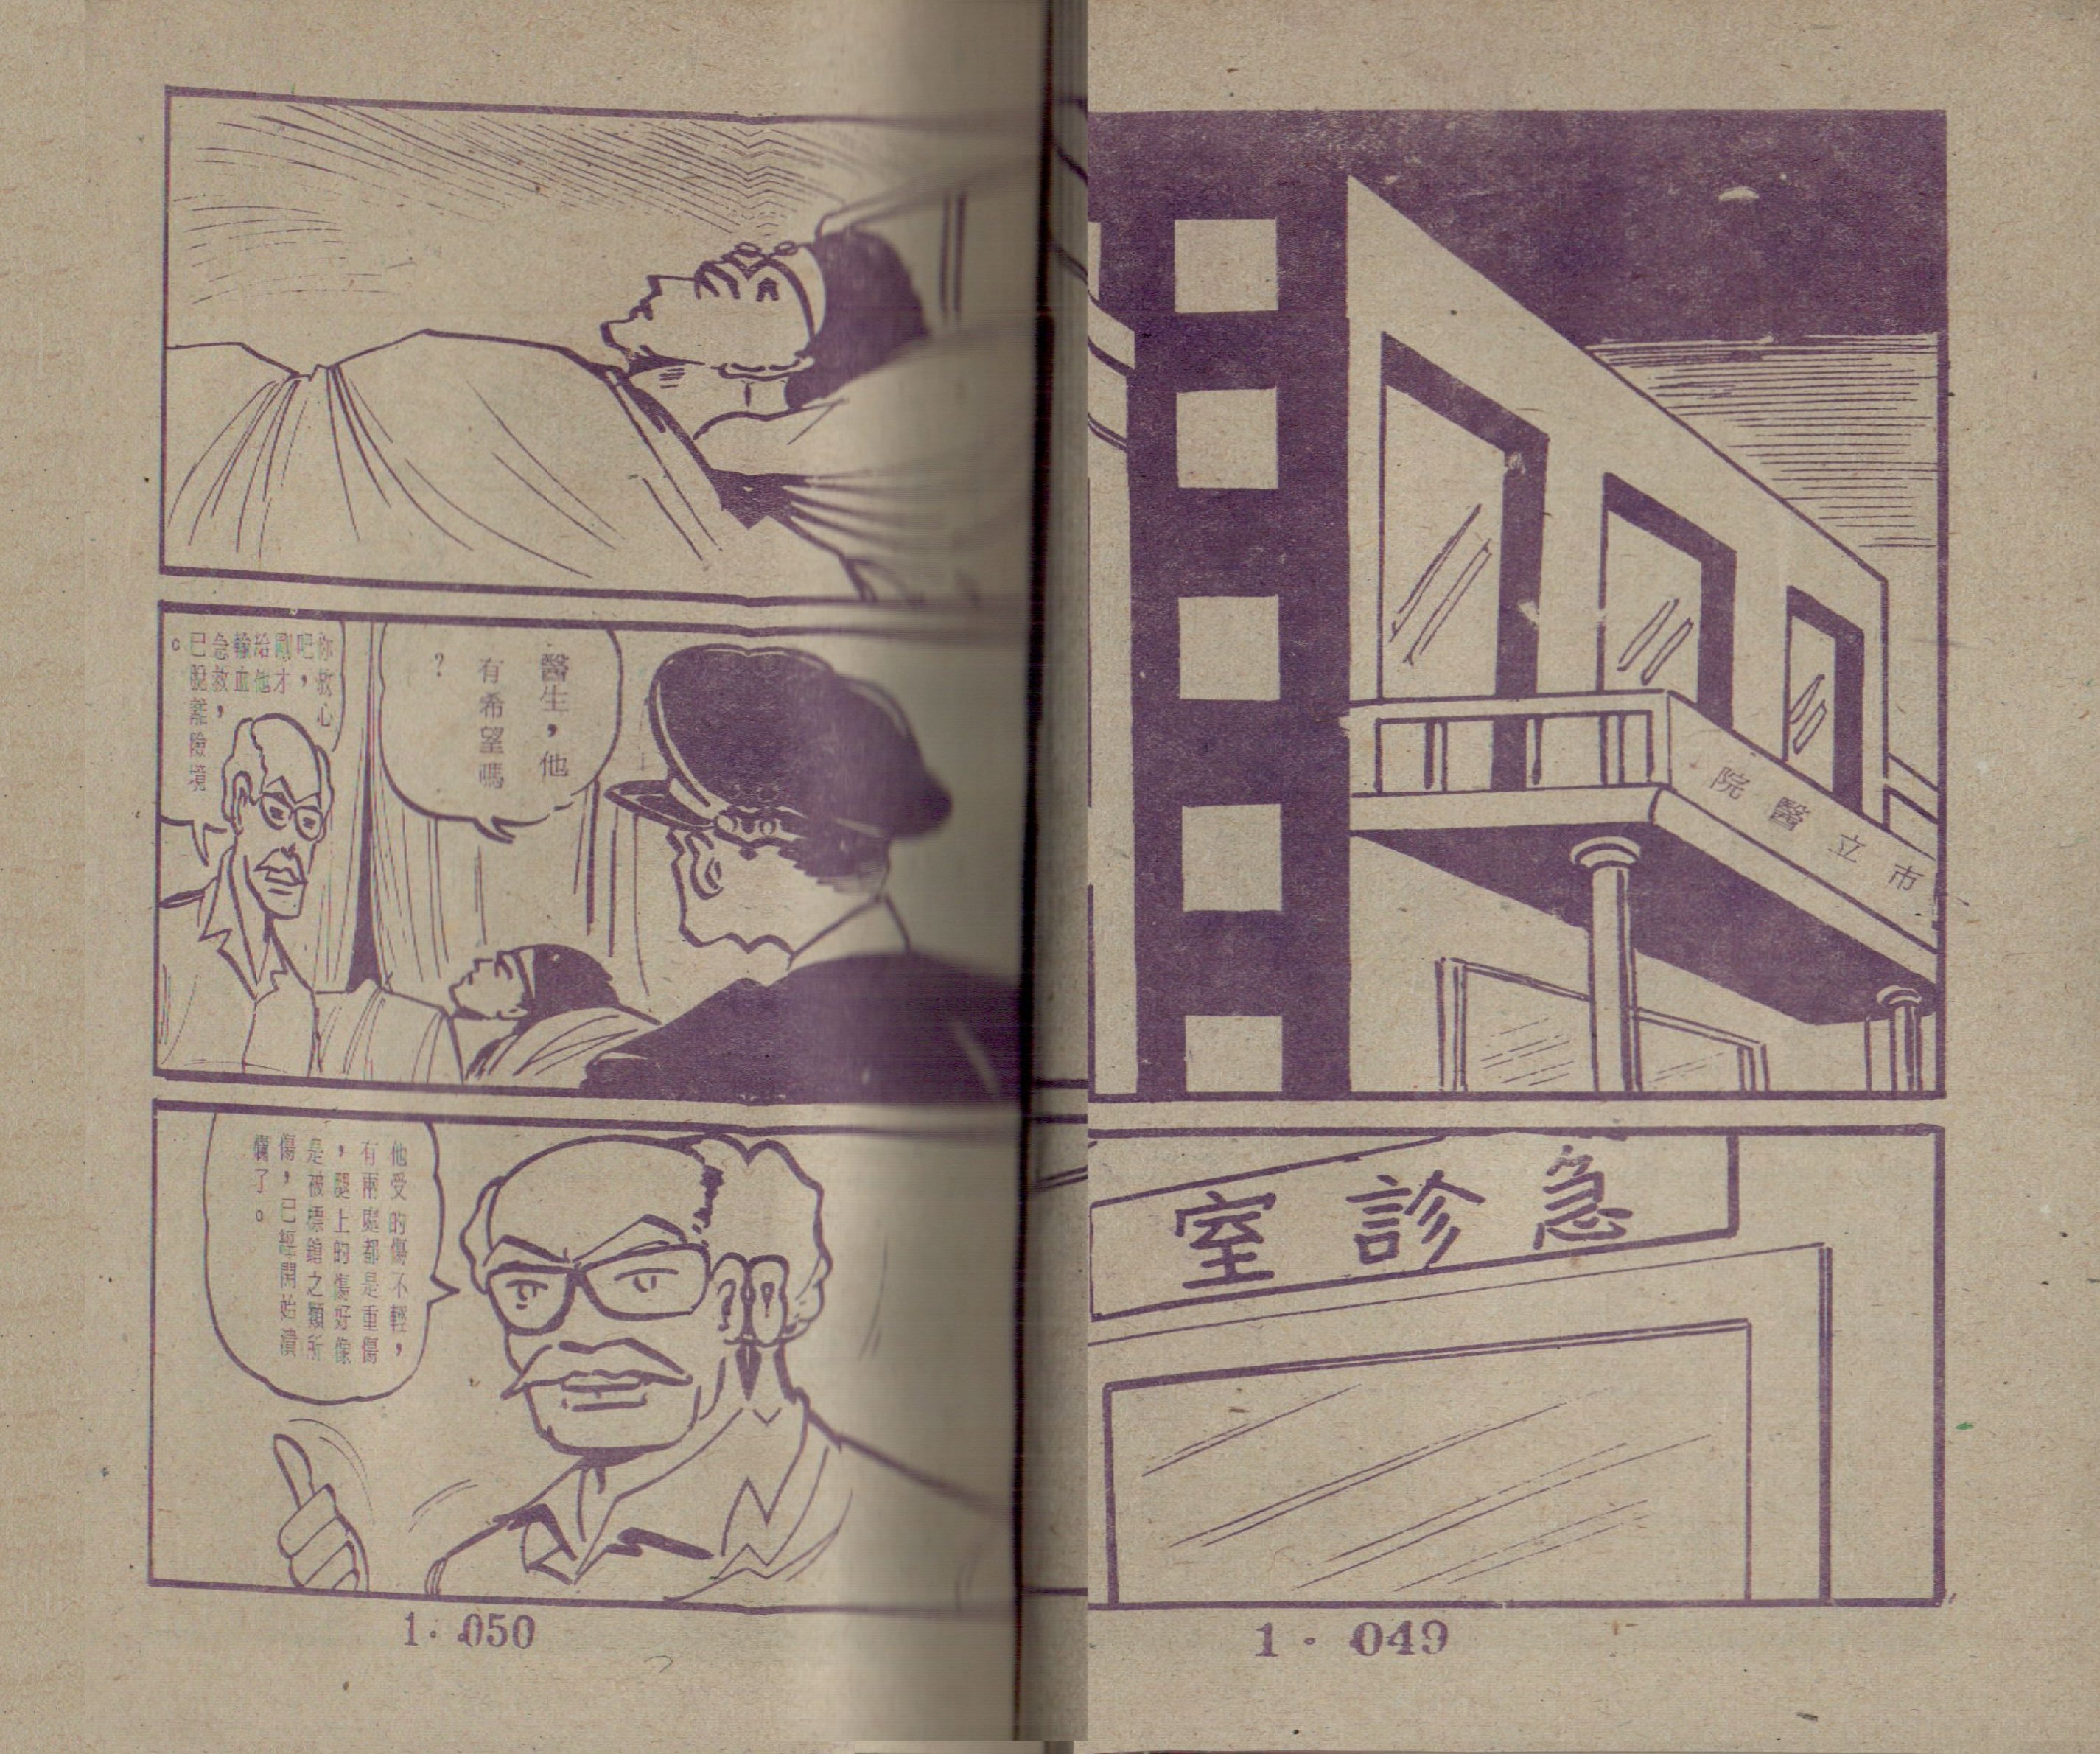 市立醫院
急診室
1・049
醫生，他
有希望嗎
？
你放心
吧，
剛才
給他
輸血
急救，
已脫離險境
。
他受的傷不輕，
有兩處都是重傷
，腿上的傷好像
是被標鎗之類所
傷，已經開始潰
爛了。
1・050